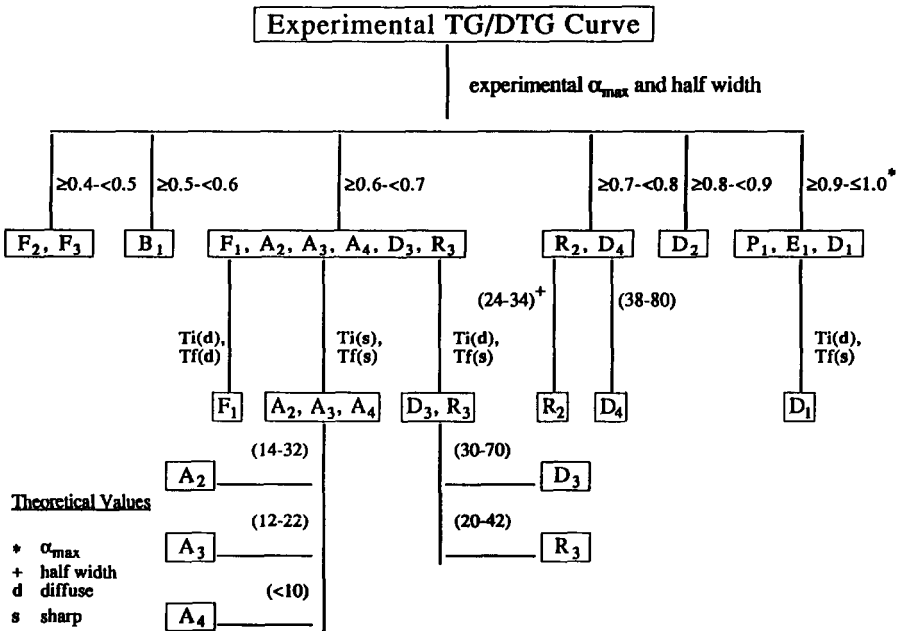 Experimental TG/DTG Curve
experimental αmax and half width
≥0.4-<0.5
≥0.5-<0.6
≥0.6-<0.7
≥0.7-<0.8
≥0.8-<0.9
≥0.9-≤1.0*
F2, F3
B1
F1, A2, A3, A4, D3, R3
R2, D4
D2
P1, E1, D1
(24-34)+
(38-80)
Ti(d),
Tf(d)
Ti(s),
Tf(s)
Ti(d),
Tf(s)
Ti(d),
Tf(s)
F1
A2, A3, A4
D3, R3
R2
D4
D1
(14-32)
(30-70)
A2
D3
Theoretical Values
(12-22)
(20-42)
A3
R3
* αmax
+ half width
d diffuse
s sharp
(<10)
A4